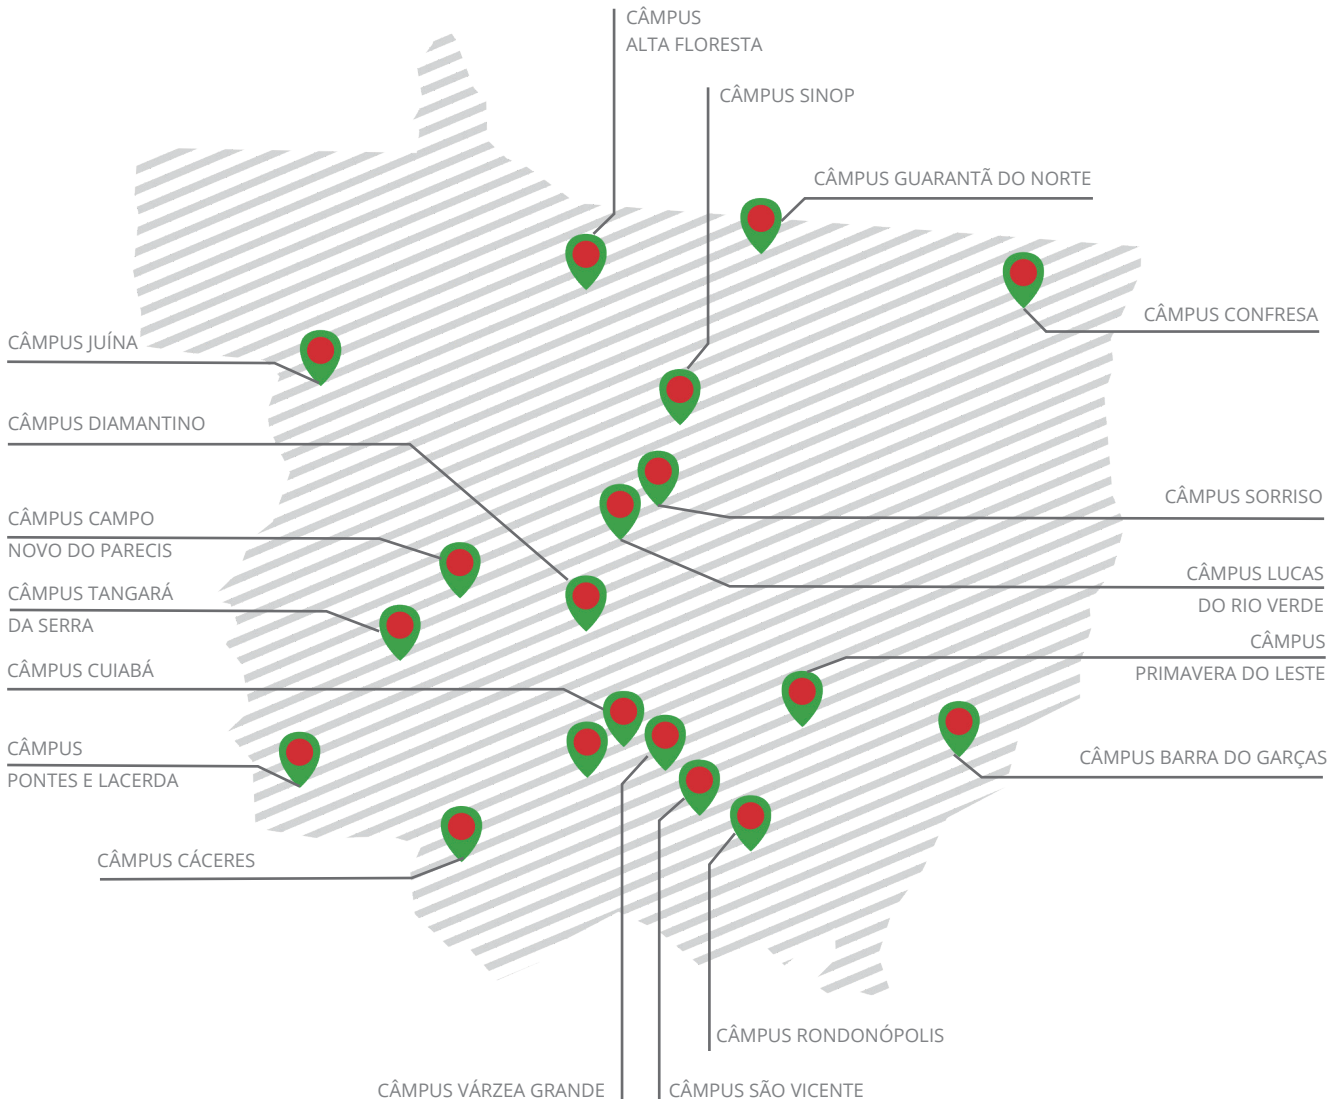 CÂMPUS
ALTA FLORESTA
CÂMPUS SINOP
CÂMPUS GUARANTÃ DO NORTE
CÂMPUS CONFRESA
CÂMPUS JUÍNA
CÂMPUS DIAMANTINO
CÂMPUS SORRISO
CÂMPUS CAMPO
NOVO DO PARECIS
CÂMPUS LUCAS
DO RIO VERDE
CÂMPUS TANGARÁ
DA SERRA
CÂMPUS
PRIMAVERA DO LESTE
CÂMPUS CUIABÁ
CÂMPUS
PONTES E LACERDA
CÂMPUS BARRA DO GARÇAS
CÂMPUS CÁCERES
CÂMPUS RONDONÓPOLIS
CÂMPUS VÁRZEA GRANDE
CÂMPUS SÃO VICENTE